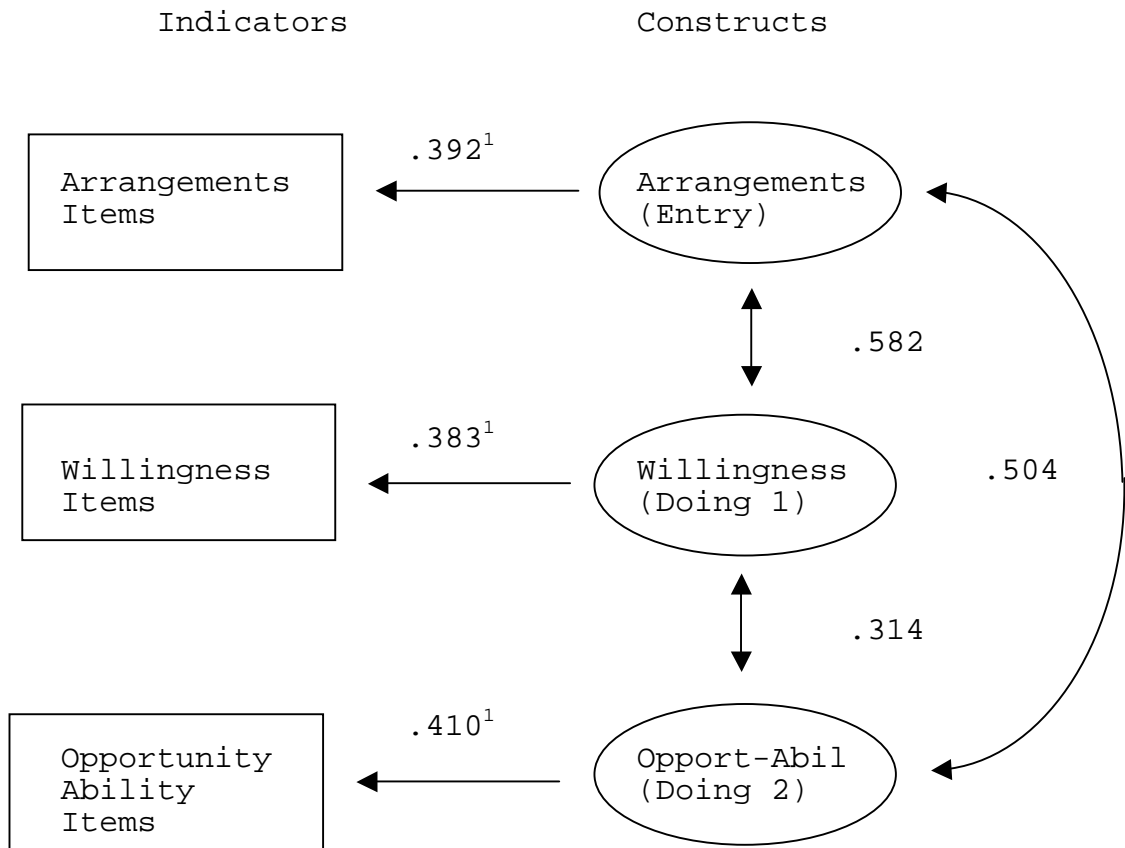 Indicators
Constructs
Arrangements
Items
.392¹
Arrangements
(Entry)
.582
Willingness
Items
.383¹
Willingness
(Doing 1)
.504
.314
Opportunity
Ability
Items
.410¹
Opport-Abil
(Doing 2)